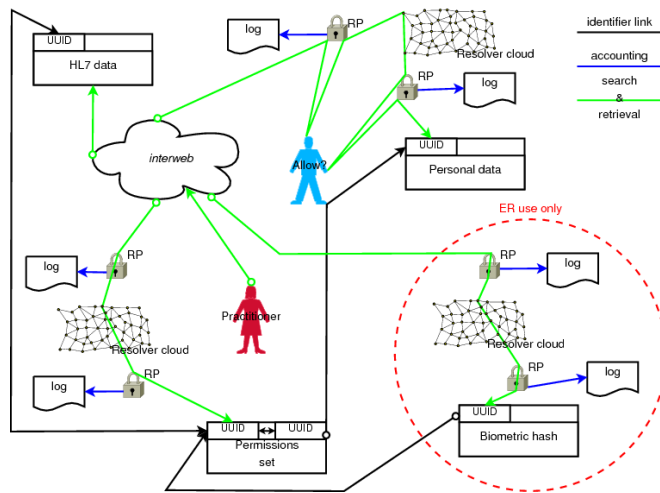 identifier link
accounting
search
&
retrieval
UUID
HL7 data
log
RP
Resolver cloud
RP
log
interweb
Allow?
UUID
Personal data
ER use only
RP
log
RP
log
Resolver cloud
Practitioner
Resolver cloud
RP
log
RP
log
UUID
UUID
Permissions
set
UUID
Biometric hash